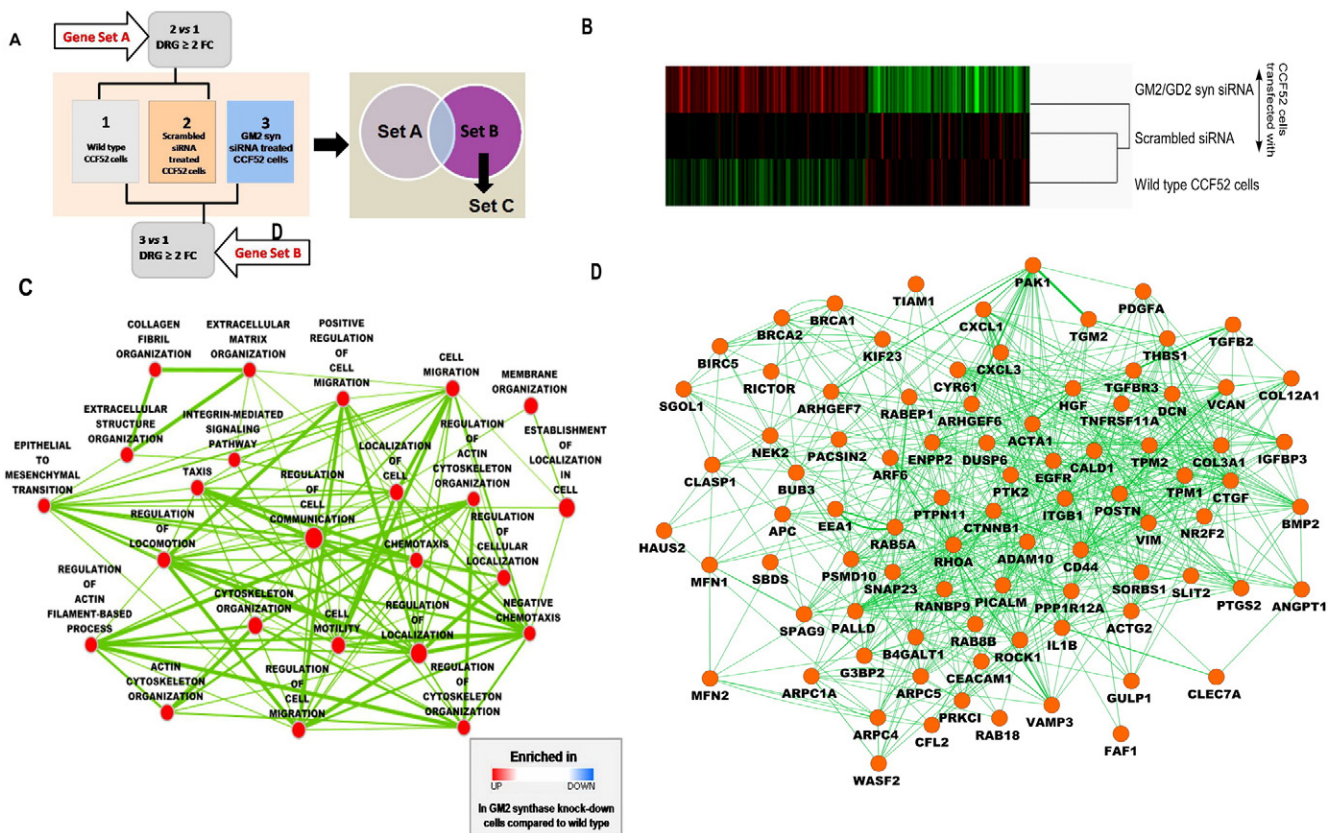 A
Gene Set A
2 vs 1
DRG ≥ 2 FC
1
Wild type
CCF52 cells
2
Scrambled
siRNA
treated
CCF52 cells
3
GM2 syn
siRNA treated
CCF52 cells
3 vs 1
DRG ≥ 2 FC
D
Gene Set B
Set A
Set B
Set C
B
GM2/GD2 syn siRNA
Scrambled siRNA
Wild type CCF52 cells
CCF52 cells
transfected with
C
COLLAGEN
FIBRIL
ORGANIZATION
EXTRACELLULAR
MATRIX
ORGANIZATION
POSITIVE
REGULATION
OF
CELL
MIGRATION
CELL
MIGRATION
MEMBRANE
ORGANIZATION
EXTRACELLULAR
STRUCTURE
ORGANIZATION
INTEGRIN-MEDIATED
SIGNALING
PATHWAY
EPITHELIAL
TO
MESENCHYMAL
TRANSITION
TAXIS
REGULATION
OF
CELL
COMMUNICATION
LOCALIZATION
OF
CELL
REGULATION
OF
ACTIN
CYTOSKELETON
ORGANIZATION
ESTABLISHMENT
OF
LOCALIZATION
IN
CELL
REGULATION
OF
LOCOMOTION
CHEMOTAXIS
REGULATION
OF
CELLULAR
LOCALIZATION
REGULATION
OF
ACTIN
FILAMENT-BASED
PROCESS
CYTOSKELETON
ORGANIZATION
CELL
MOTILITY
REGULATION
OF
LOCALIZATION
NEGATIVE
CHEMOTAXIS
ACTIN
CYTOSKELETON
ORGANIZATION
REGULATION
OF
CELL
MIGRATION
REGULATION
OF
CYTOSKELETON
ORGANIZATION
Enriched in
UP
DOWN
In GM2 synthase knock-down
cells compared to wild type
D
PAK1
TIAM1
PDGFA
BRCA1
CXCL1
TGM2
BRCA2
KIF23
THBS1
TGFB2
BIRC5
CXCL3
RICTOR
CYR61
TGFBR3
SGOL1
ARHGEF7
RABEP1
HGF
DCN
VCAN
COL12A1
ARHGEF6
TNFRSF11A
ACTA1
NEK2
PACSIN2
ENPP2
DUSP6
CALD1
TPM2
COL3A1
IGFBP3
CLASP1
ARF6
EGFR
BUB3
PTK2
TPM1
CTGF
APC
EEA1
PTPN11
CTNNB1
ITGB1
POSTN
NR2F2
BMP2
HAUS2
RAB5A
VIM
MFN1
SBDS
PSMD10
RHOA
ADAM10
CD44
SNAP23
SORBS1
SLIT2
PTGS2
ANGPT1
RANBP9
PICALM
PPP1R12A
SPAG9
PALLD
RAB8B
IL1B
ACTG2
B4GALT1
ROCK1
G3BP2
CEACAM1
MFN2
ARPC1A
ARPC5
GULP1
CLEC7A
PRKCI
VAMP3
ARPC4
CFL2
RAB18
FAF1
WASF2